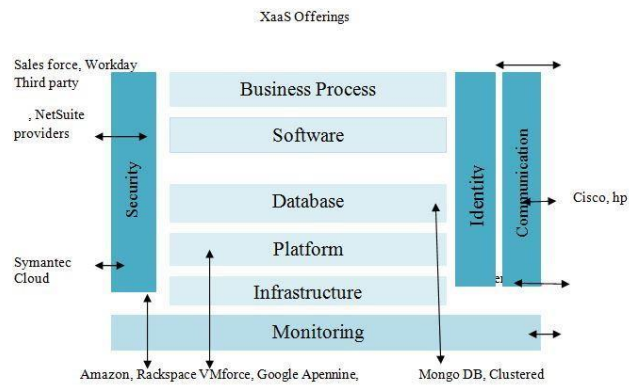 XaaS Offerings
Sales force, Workday
Third party
, NetSuite
providers
Business Process
Software
Database
Platform
Infrastructure
Monitoring
Security
Identity
Communication
Cisco, hp
Symantec
Cloud
Amazon, Rackspace VMforce, Google Apennine,
Mongo DB, Clustered